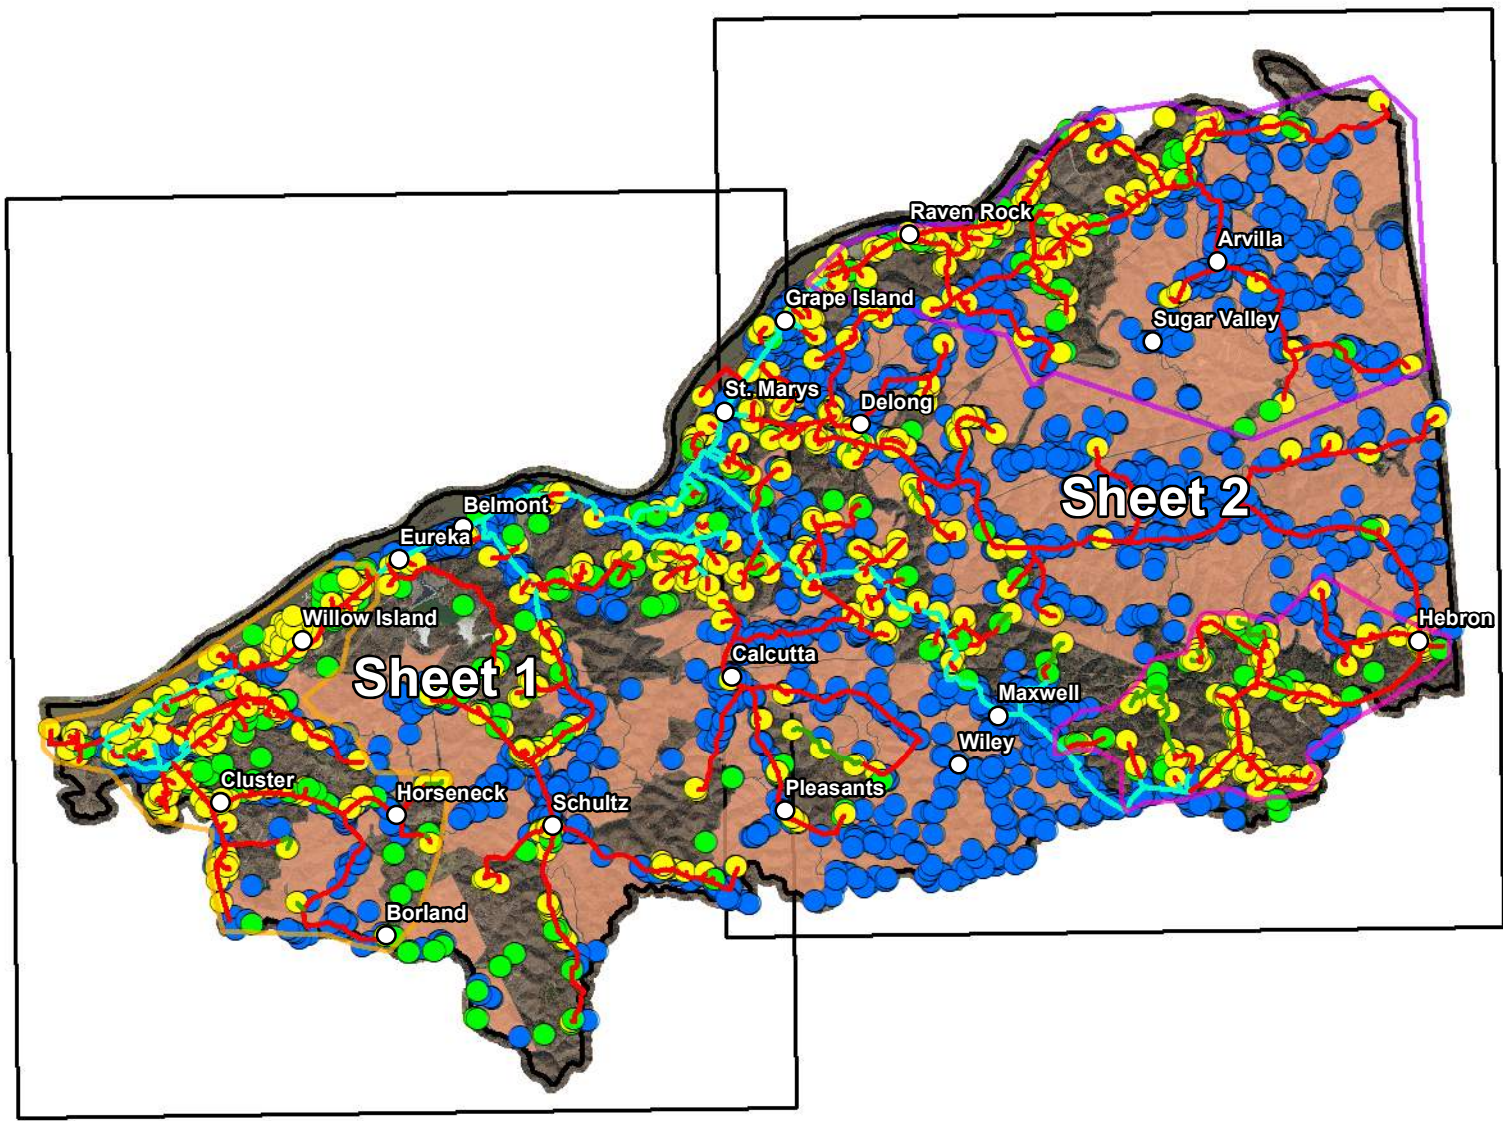 Raven Rock
Arvilla
Grape Island
Sugar Valley
St. Marys
Delong
Sheet 2
Belmont
Eureka
Willow Island
Hebron
Calcutta
Sheet 1
Maxwell
Wiley
Cluster
Horseneck
Schultz
Pleasants
Borland